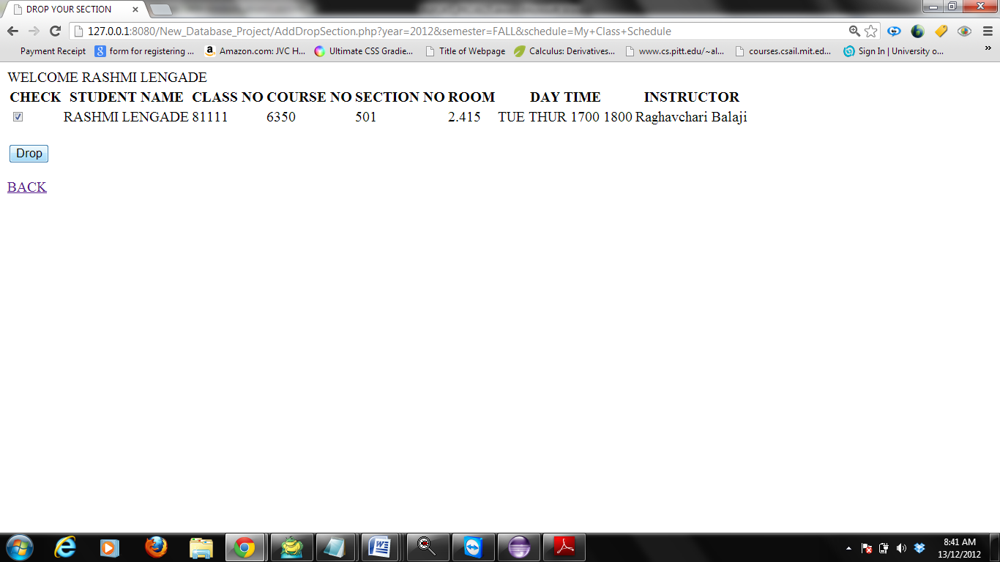 DROP YOUR SECTION
127.0.0.1:8080/New_Database_Project/AddDropSection.php?year=2012&semester=FALL&schedule=My+Class+Schedule
Payment Receipt form for registering ... Amazon.com: JVC H... Ultimate CSS Gradie... Title of Webpage Calculus: Derivatives... www.cs.pitt.edu/~al... courses.csail.mit.ed... Sign In | University o...
WELCOME RASHMI LENGADE
CHECK STUDENT NAME CLASS NO COURSE NO SECTION NO ROOM DAY TIME INSTRUCTOR
RASHMI LENGADE 81111 6350 501 2.415 TUE THUR 1700 1800 Raghavchari Balaji
Drop
BACK
8:41 AM
13/12/2012